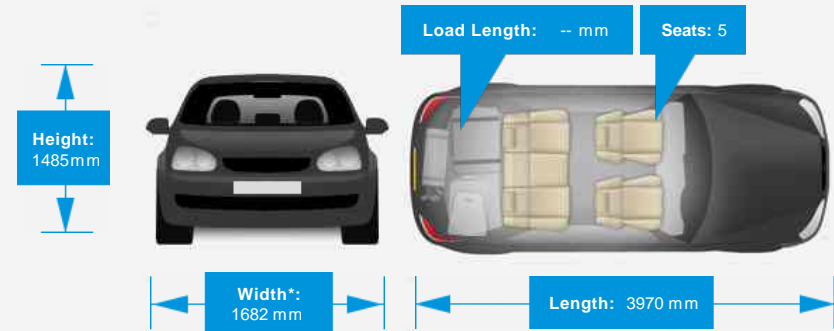 Load Length: -- mm
Seats: 5
Height:
1485mm
Width*:
1682 mm
Length: 3970 mm